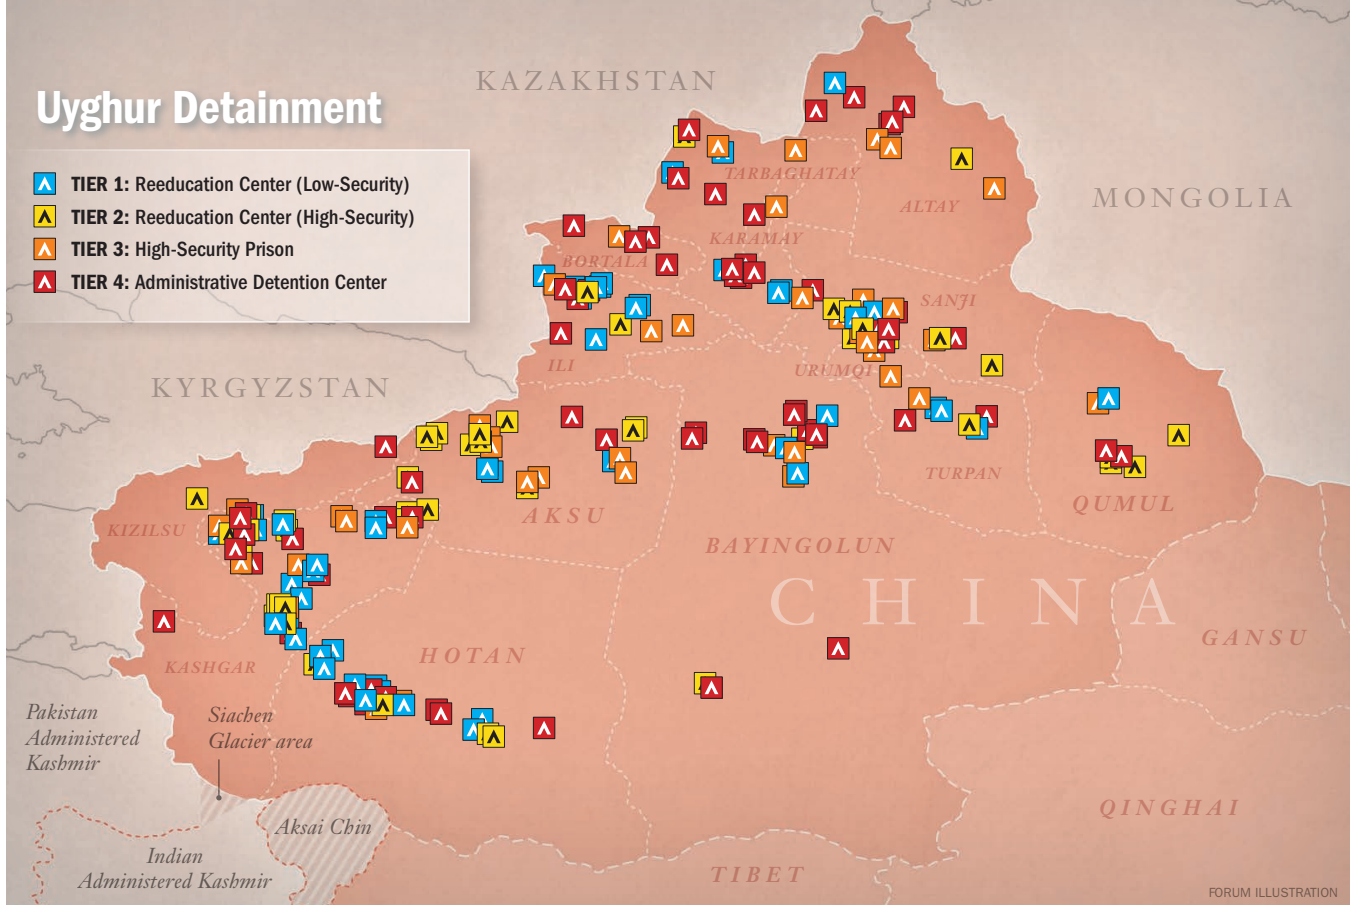 Uyghur Detainment
TIER 1: Reeducation Center (Low-Security)
TIER 2: Reeducation Center (High-Security)
TIER 3: High-Security Prison
TIER 4: Administrative Detention Center
KAZAKHSTAN
MONGOLIA
KYRGYZSTAN
TARBAGHATAY
ALTAY
KARAMAY
BORTALA
SANJI
ILI
URUMQI
TURPAN
QUMUL
AKSU
KIZILSU
BAYINGOLUN
CHINA
GANSU
HOTAN
KASHGAR
Pakistan
Administered
Kashmir
Siachen
Glacier area
Aksai Chin
Indian
Administered Kashmir
QINGHAI
TIBET
FORUM ILLUSTRATION